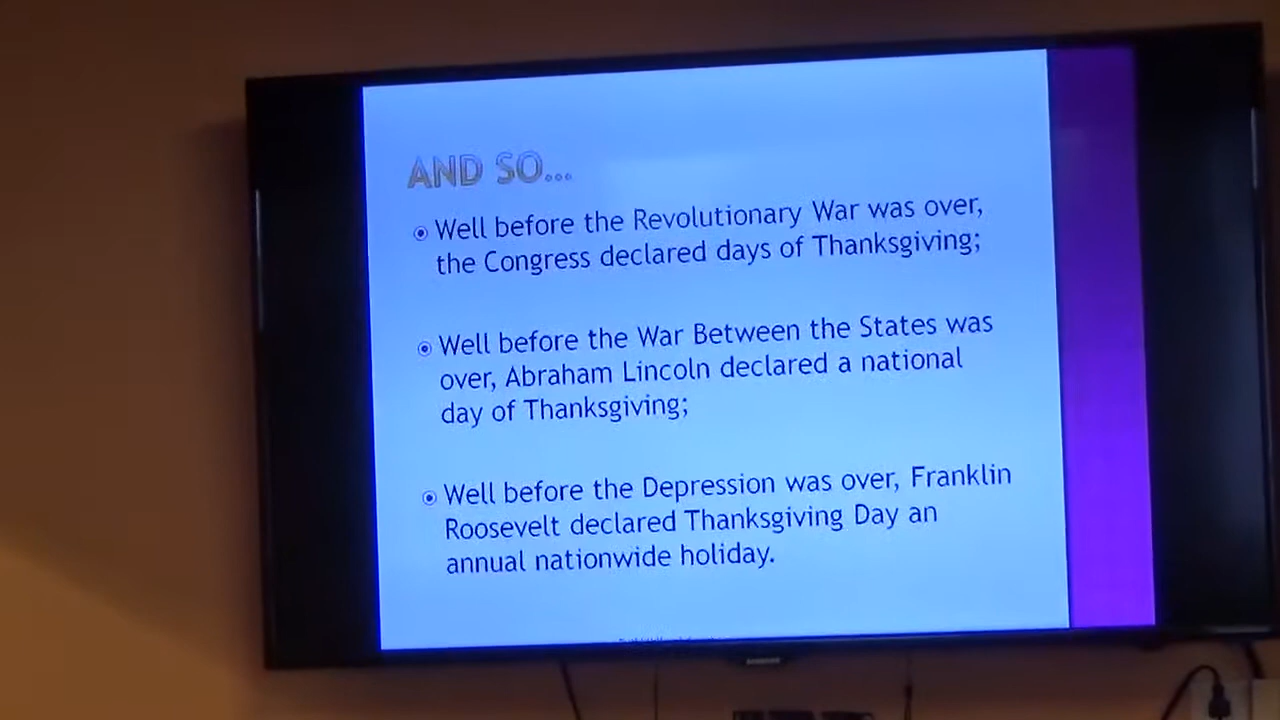 AND SO...
Well before the Revolutionary War was over,
the Congress declared days of Thanksgiving;
Well before the War Between the States was
over, Abraham Lincoln declared a national
day of Thanksgiving;
Well before the Depression was over, Franklin
Roosevelt declared Thanksgiving Day an
annual nationwide holiday.